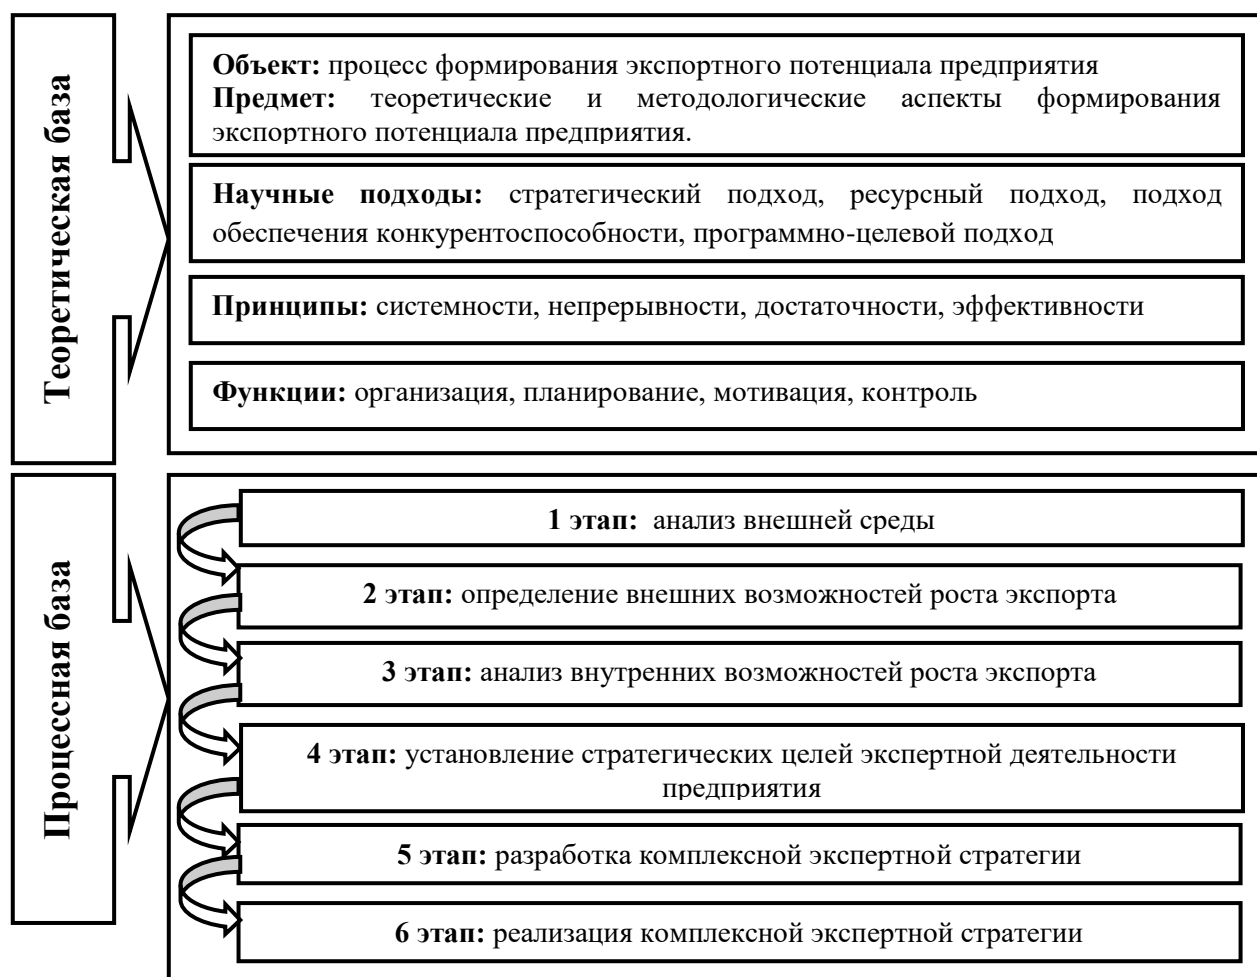 Теоретическая база
Объект: процесс формирования экспортного потенциала предприятия
Предмет: теоретические и методологические аспекты формирования
экспортного потенциала предприятия.
Научные подходы: стратегический подход, ресурсный подход, подход
обеспечения конкурентоспособности, программно-целевой подход
Принципы: системности, непрерывности, достаточности, эффективности
Функции: организация, планирование, мотивация, контроль
Процессная база
1 этап: анализ внешней среды
2 этап: определение внешних возможностей роста экспорта
3 этап: анализ внутренних возможностей роста экспорта
4 этап: установление стратегических целей экспертной деятельности
предприятия
5 этап: разработка комплексной экспертной стратегии
6 этап: реализация комплексной экспертной стратегии